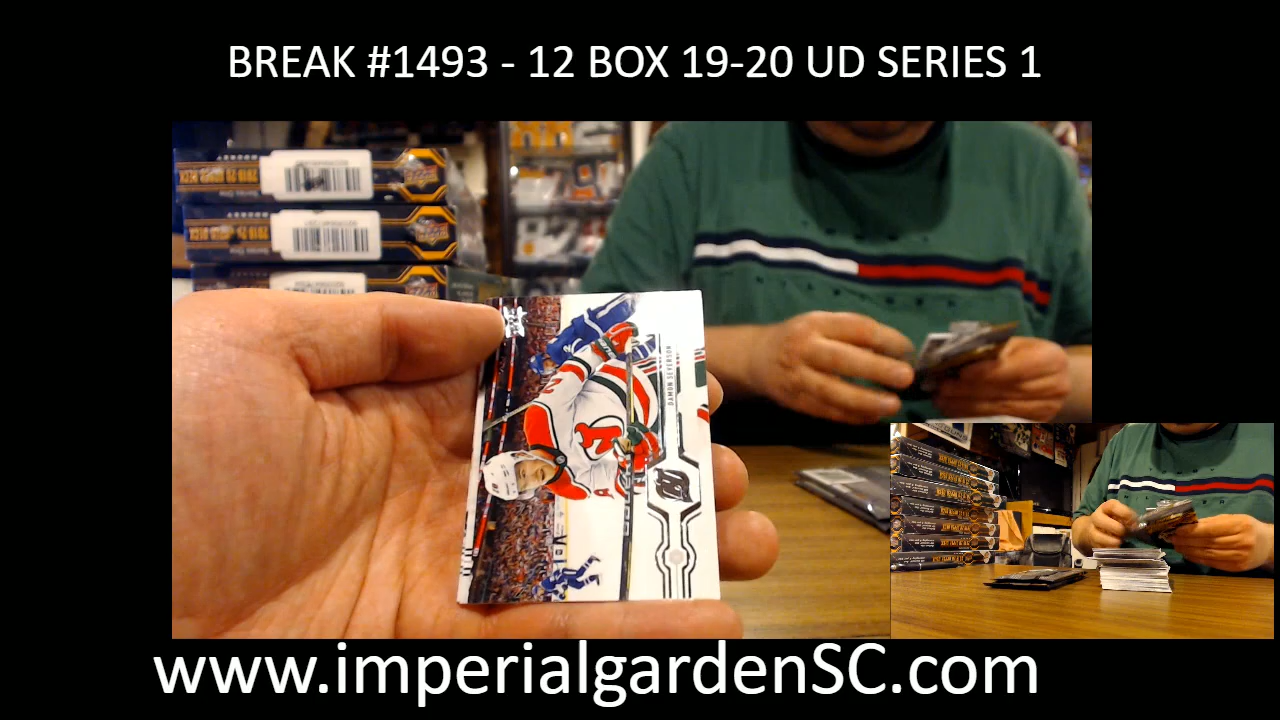 BREAK #1493 - 12 BOX 19-20 UD SERIES 1
DAMON SEVERSON
www.imperialgardenSC.com